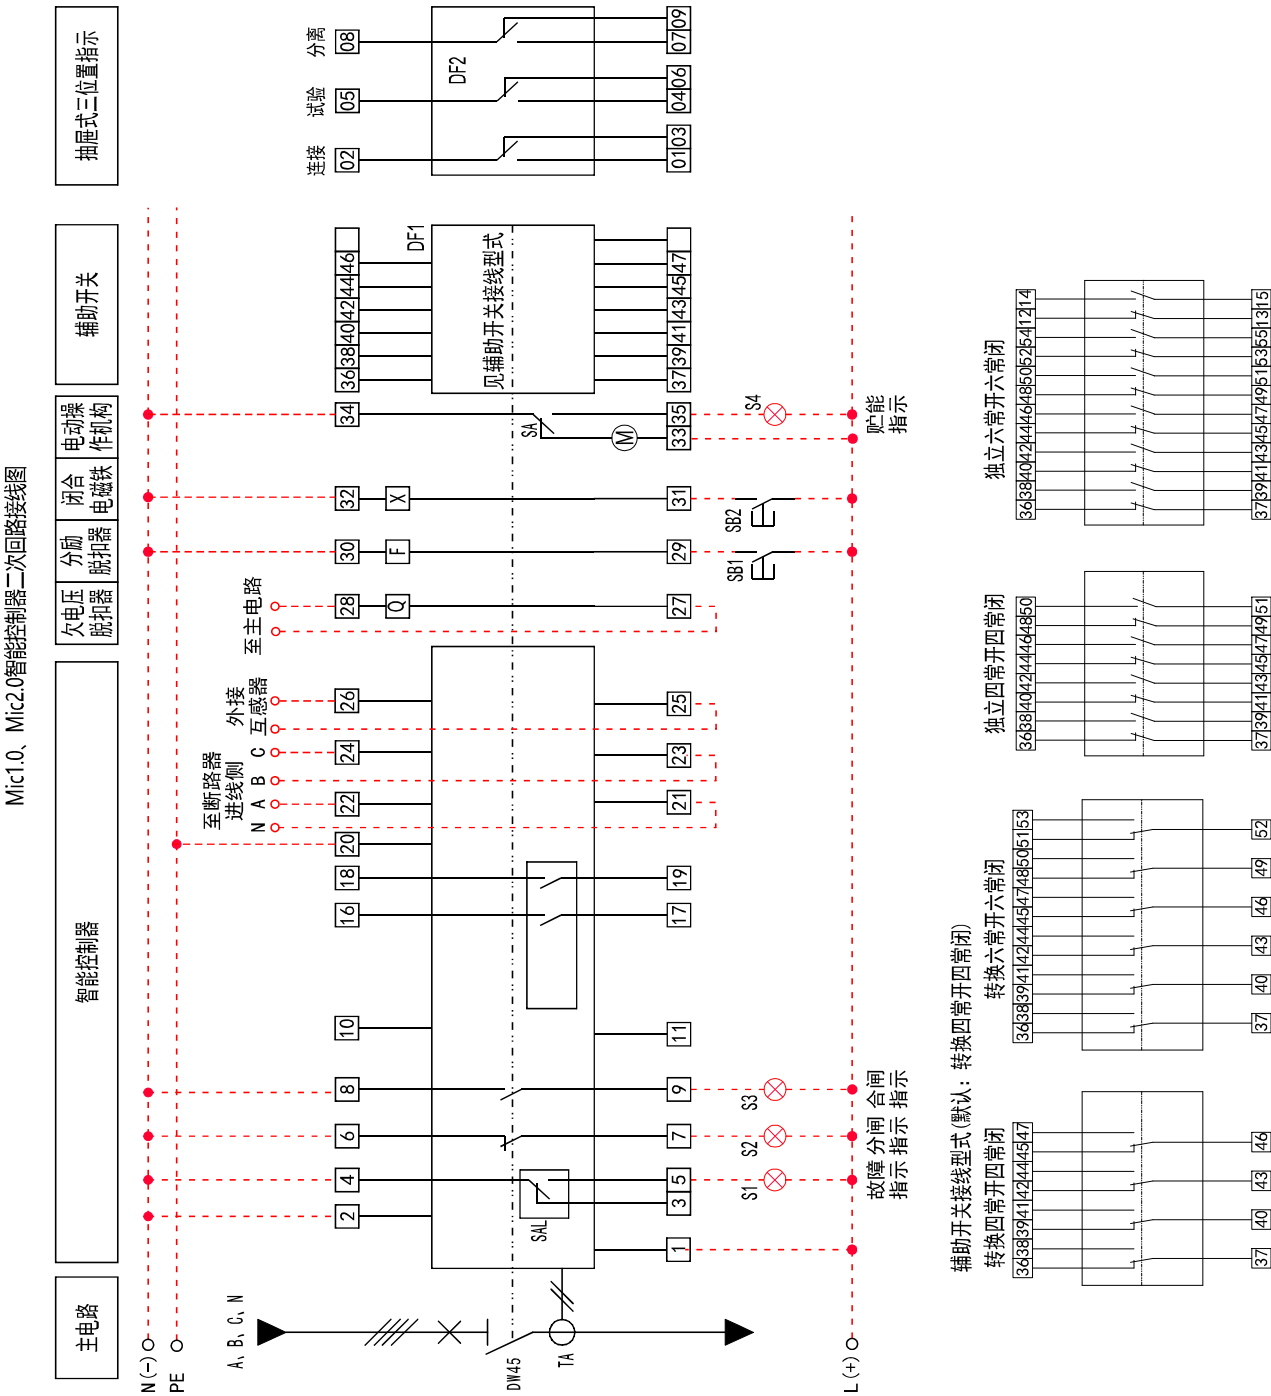 Mic1.0、Mic2.0智能控制器二次回路接线图
主电路
智能控制器
欠电压
脱扣器
分励
脱扣器
闭合
电磁铁
电动操
作机构
辅助开关
抽屉式三位置指示
N(-)
PE
A、B、C、N
至断路器
进线侧
N A B C
外接
互感器
至主电路
连接
试验
分离
2 4 6 8 10 16 18 20 22 24 26 28 30 32 34 36 38 40 42 44 46 02 05 08
Q F X
DF1
DF2
见辅助开关接线型式
SA
M
SAL
DW45
TA
1 3 5 7 9 11 17 19 21 23 25 27 29 31 33 35 37 39 41 43 45 47 01 03 04 06 07 09
S1 S2 S3 SB1 SB2 S4
L(+)
故障 分闸 合闸
指示 指示 指示
贮能
指示
辅助开关接线型式(默认：转换四常开四常闭)
转换四常开四常闭
36 38 39 41 42 44 45 47
37 40 43 46
转换六常开六常闭
36 38 39 41 42 44 45 47 48 50 51 53
37 40 43 46 49 52
独立四常开四常闭
36 38 40 42 44 46 48 50
37 39 41 43 45 47 49 51
独立六常开六常闭
36 38 40 42 44 46 48 50 52 54 12 14
37 39 41 43 45 47 49 51 53 55 13 15